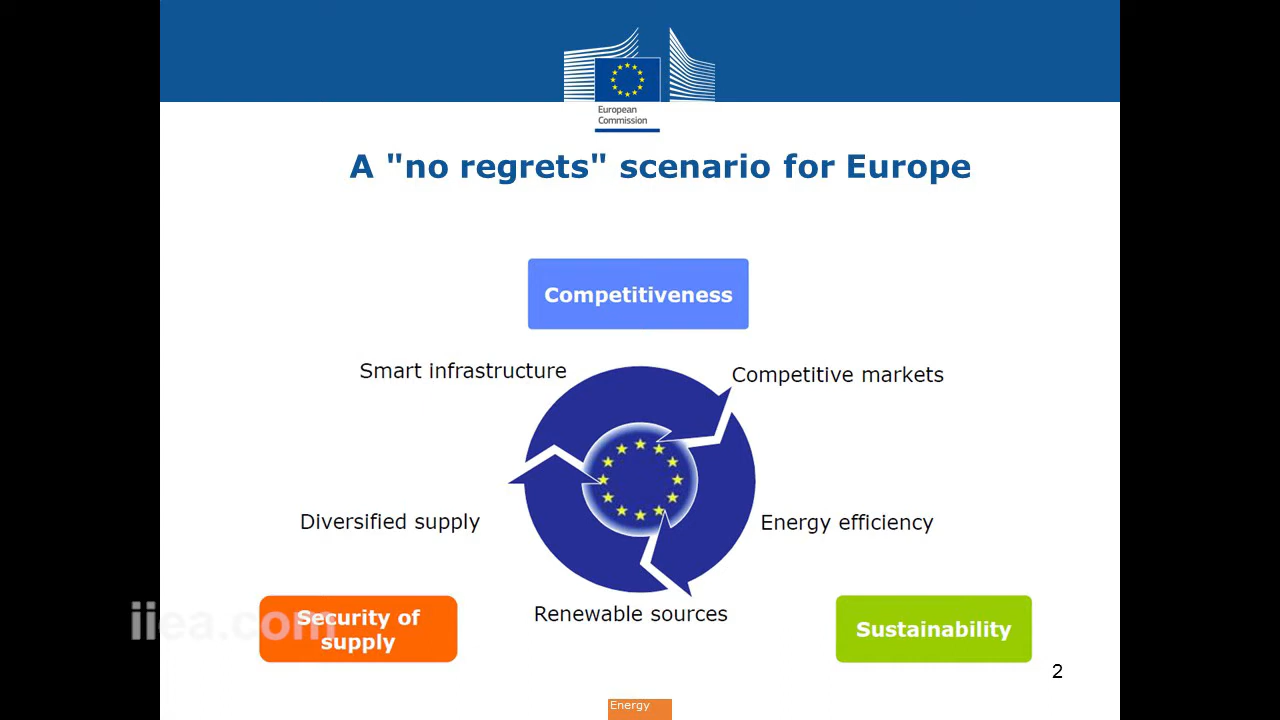 European
Commission
A "no regrets" scenario for Europe
Competitiveness
Smart infrastructure
Competitive markets
Diversified supply
Energy efficiency
Renewable sources
Security of
supply
iiea.com
Sustainability
2
Energy